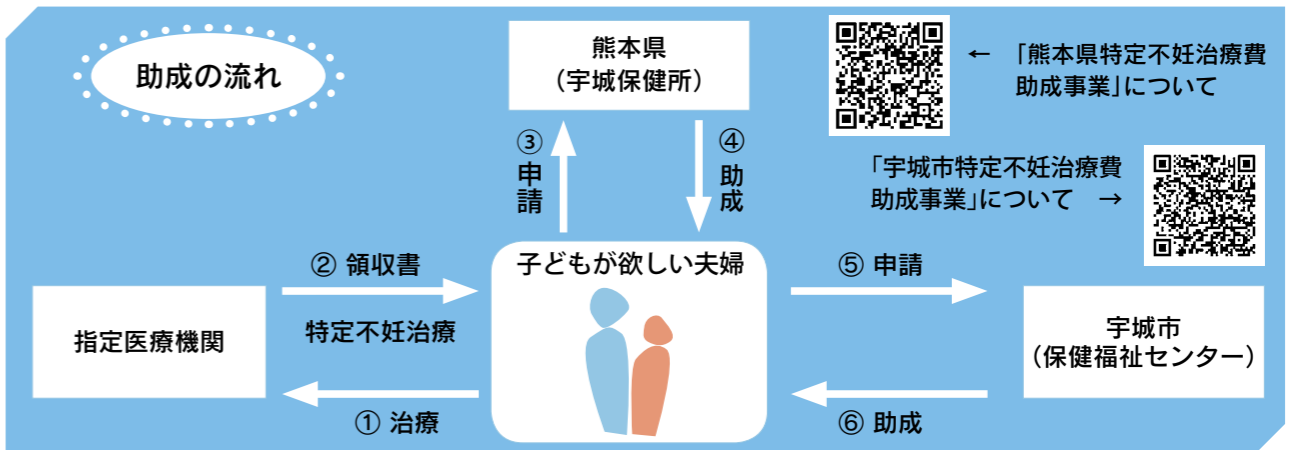 助成の流れ
熊本県
（宇城保健所）
← 「熊本県特定不妊治療費
助成事業」について
「宇城市特定不妊治療費
助成事業」について →
③申請
④助成
② 領収書
特定不妊治療
① 治療
指定医療機関
子どもが欲しい夫婦
⑤ 申請
⑥ 助成
宇城市
（保健福祉センター）